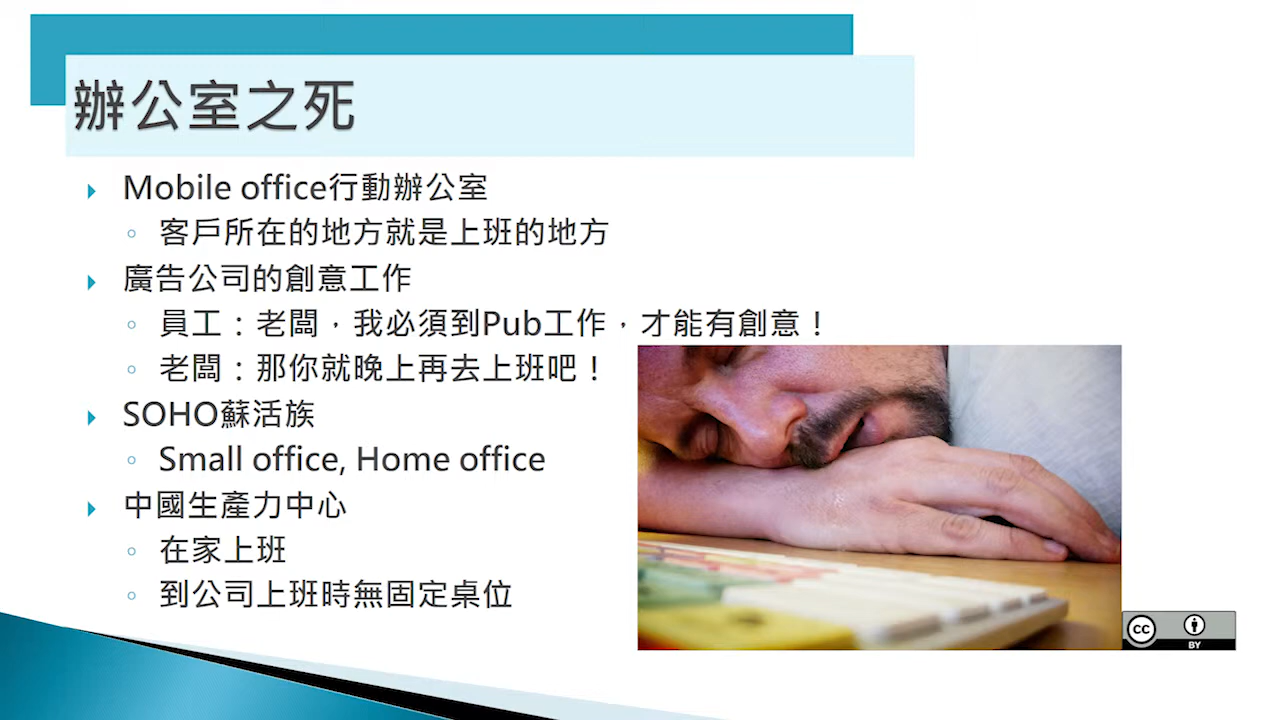 辦公室之死
Mobile office行動辦公室
客戶所在的地方就是上班的地方
廣告公司的創意工作
員工：老闆，我必須到Pub工作，才能有創意！
老闆：那你就晚上再去上班吧！
SOHO蘇活族
Small office, Home office
中國生產力中心
在家上班
到公司上班時無固定桌位
CC
BY